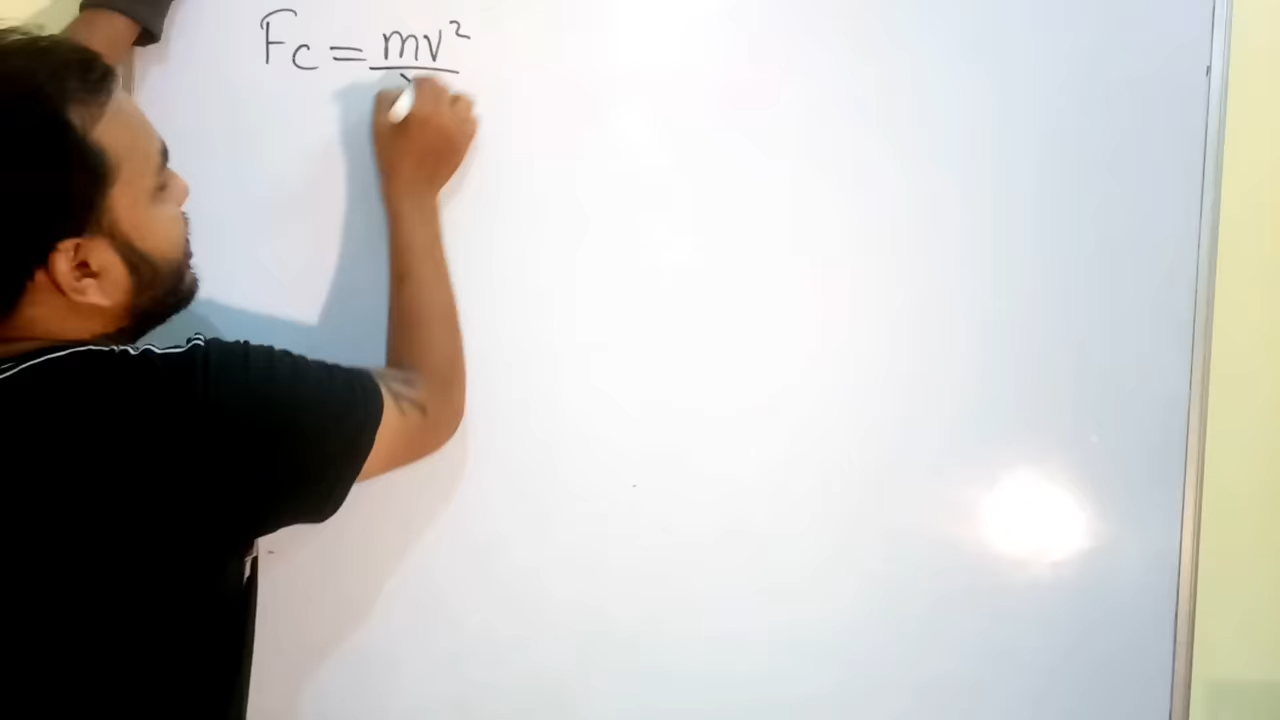 Fc = mv²